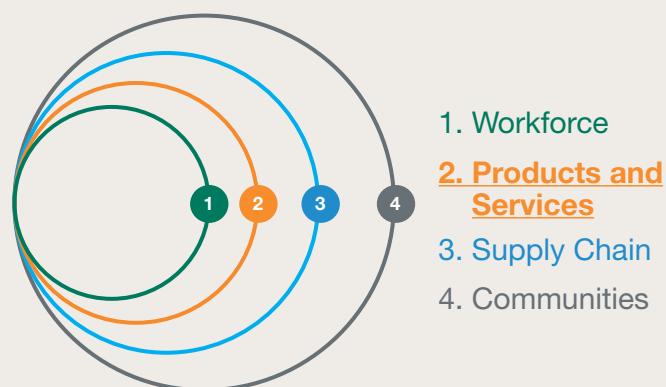 1
2
3
4
1. Workforce
2. Products and
Services
3. Supply Chain
4. Communities